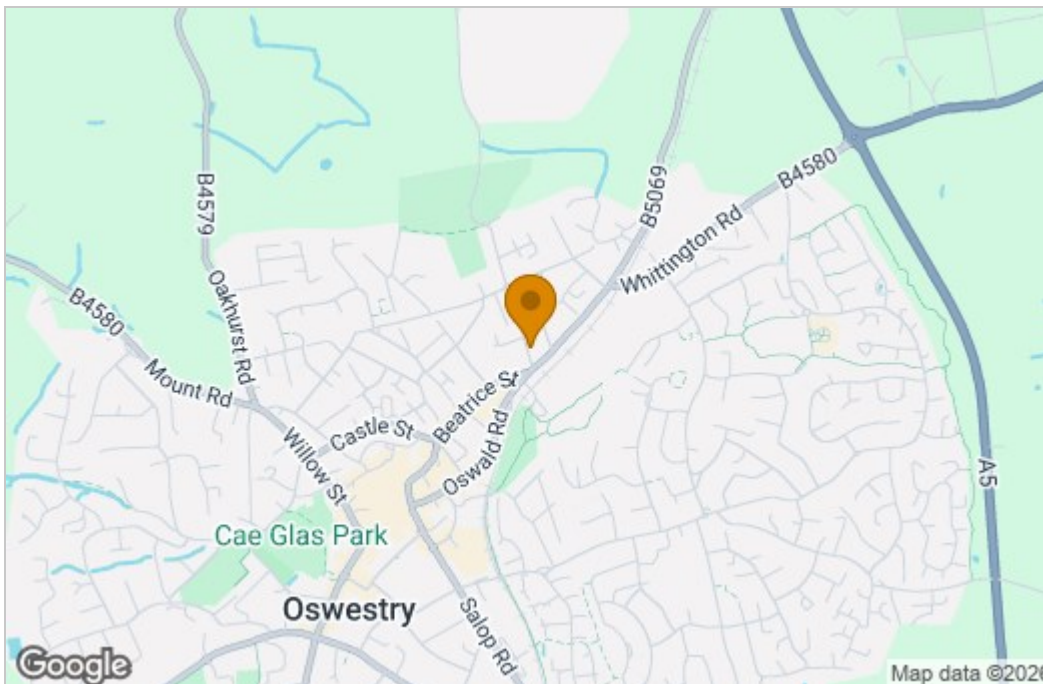 B4579
B5069
B4580
Whittington Rd
Oakhurst Rd
B4580
Mount Rd
Beatrice St
Castle St
Oswald Rd
Willow St
A5
Cae Glas Park
Oswestry
Salop Rd
Google
Map data ©2026